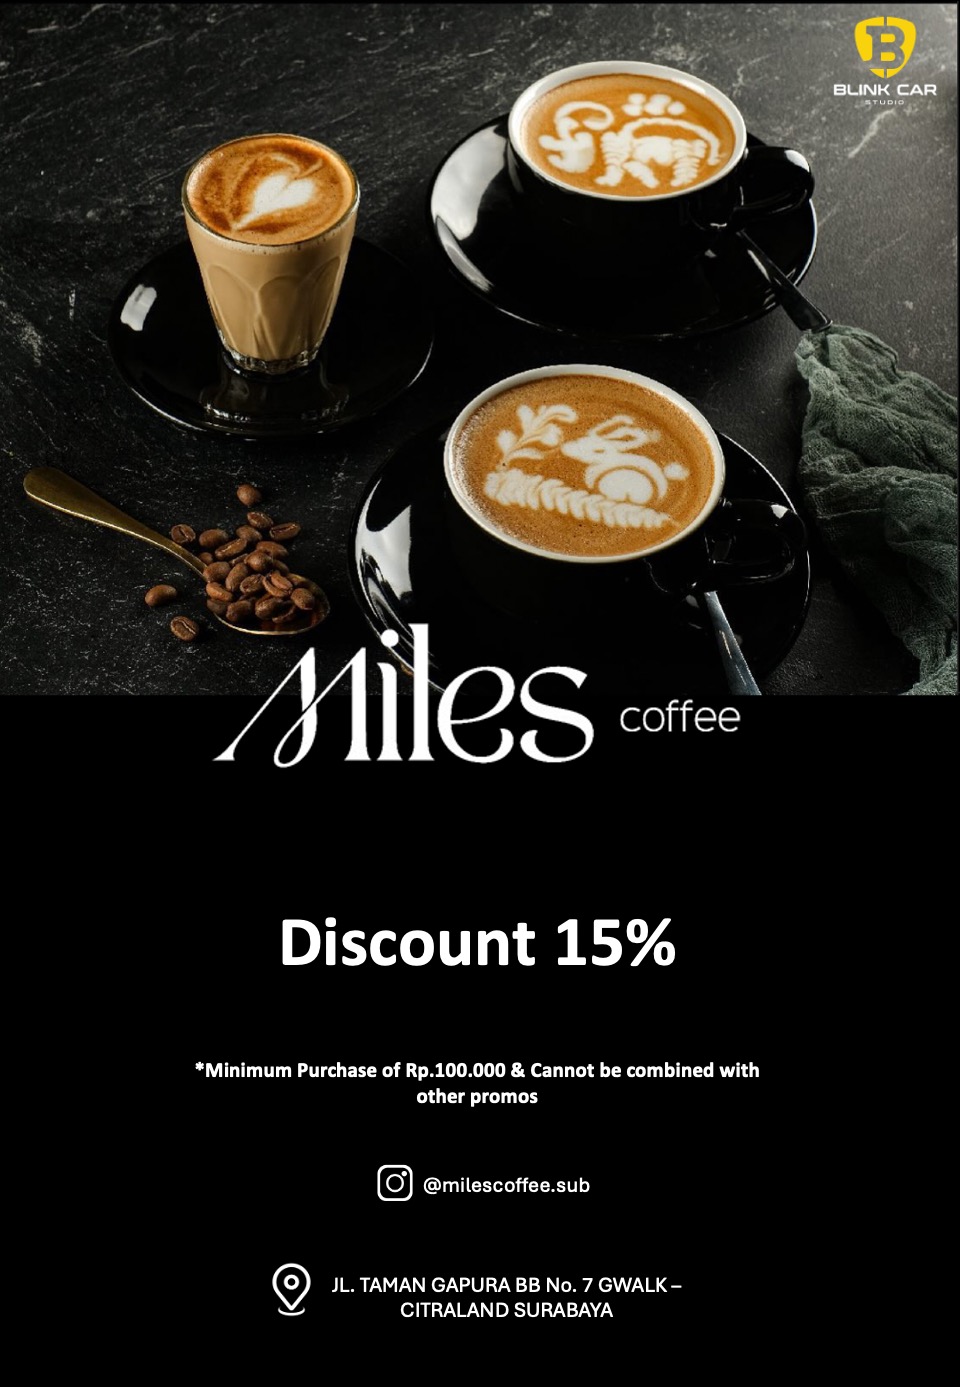 BLINK CAR
STUDIO
Miles coffee
Discount 15%
*Minimum Purchase of Rp.100.000 & Cannot be combined with
other promos
@milescoffee.sub
JL. TAMAN GAPURA BB No. 7 GWALK –
CITRALAND SURABAYA